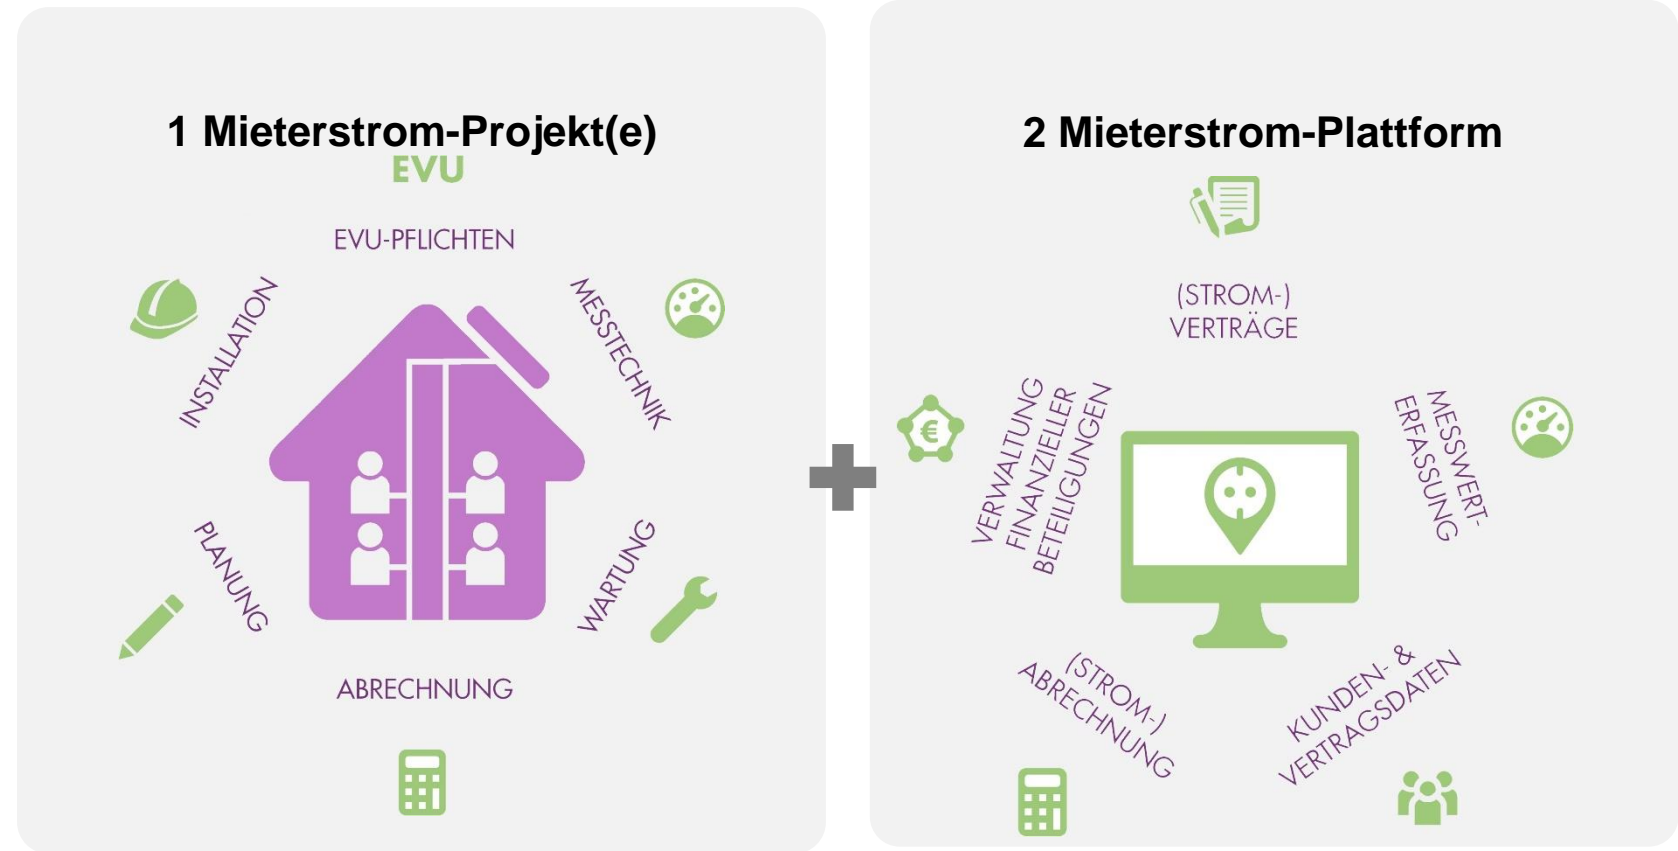 1 Mieterstrom-Projekt(e)
EVU
EVU-PFLICHTEN
INSTALLATION
MESSTECHNIK
PLANUNG
WARTUNG
ABRECHNUNG
2 Mieterstrom-Plattform
(STROM-)
VERTRÄGE
VERWALTUNG
FINANZIELLER
BETEILIGUNGEN
€
MESSWERT-
ERFASSUNG
(STROM-)
ABRECHNUNG
KUNDEN- &
VERTRAGSDATEN